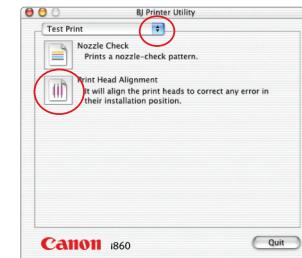 BJ Printer Utility
Test Print
Nozzle Check
Prints a nozzle-check pattern.
Print Head Alignment
It will align the print heads to correct any error in
their installation position.
Canon i860
Quit